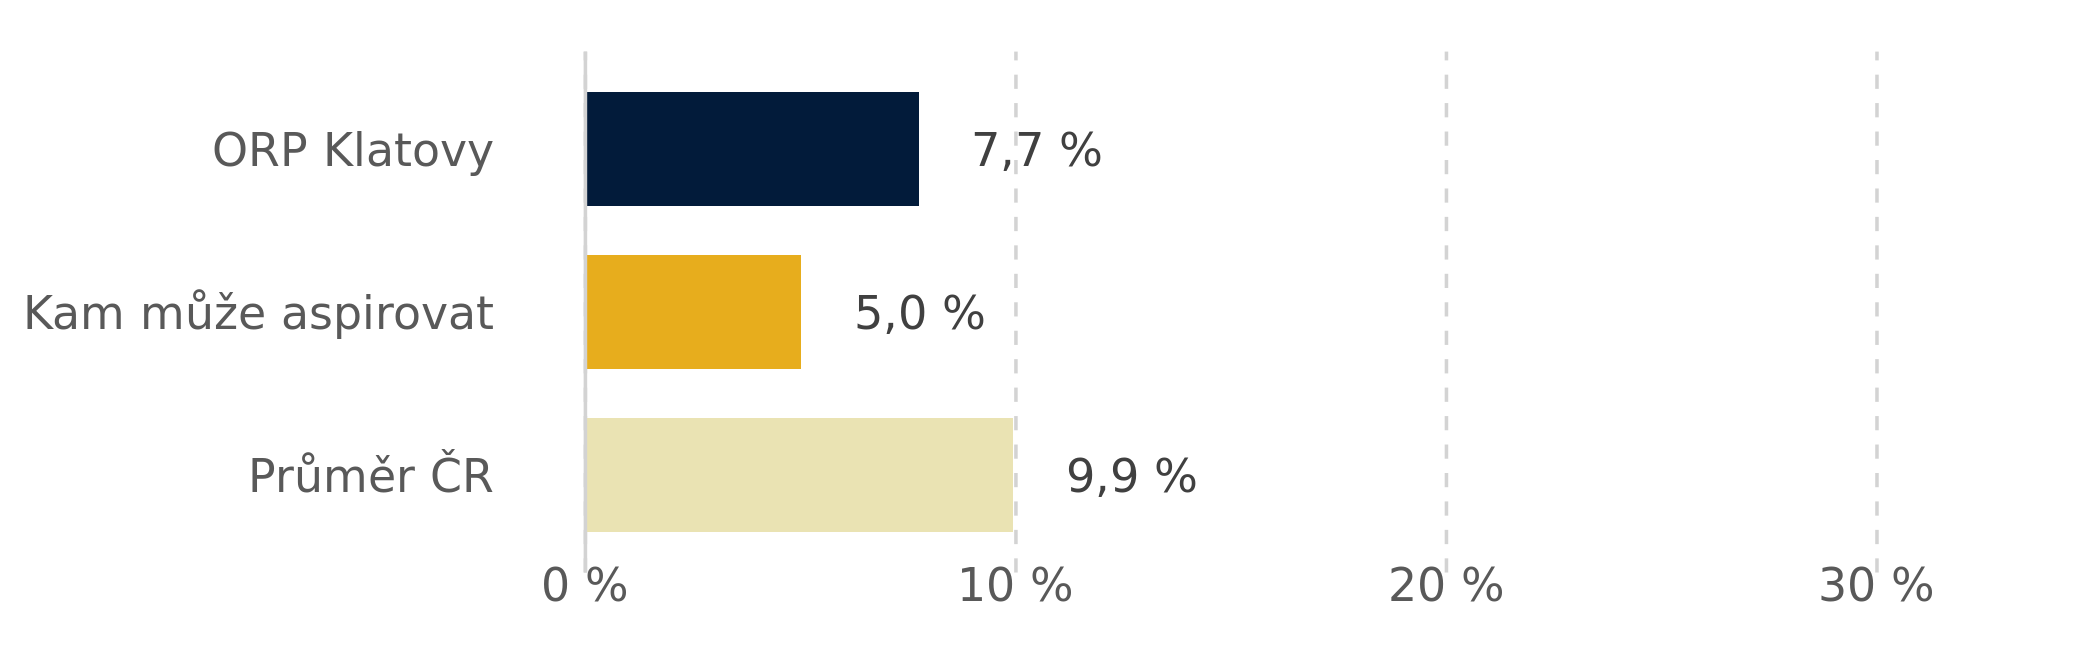 ORP Klatovy
7,7 %
Kam může aspirovat
5,0 %
Průměr ČR
9,9 %
0 %
10 %
20 %
30 %